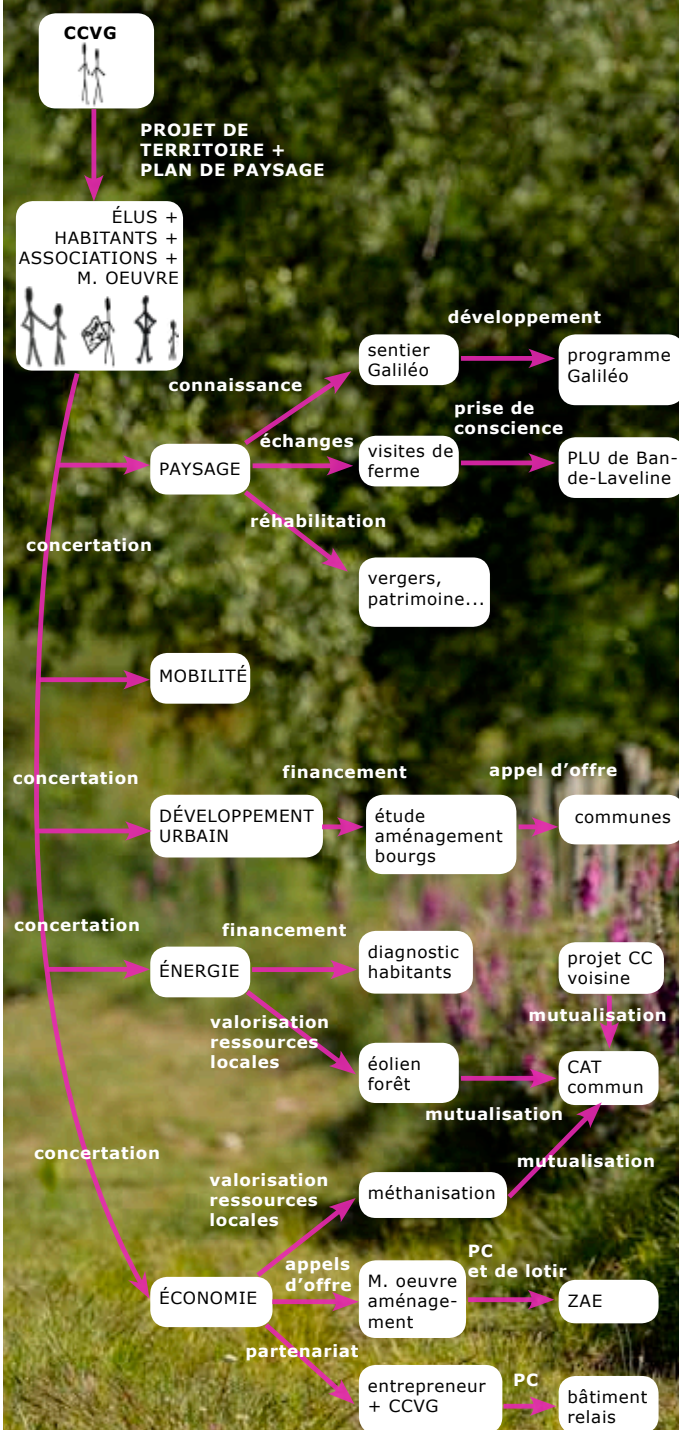 CCVG
PROJET DE
TERRITOIRE +
PLAN DE PAYSAGE
ÉLUS +
HABITANTS +
ASSOCIATIONS +
M. OEUVRE
développement
sentier
Galiléo
programme
Galiléo
connaissance
prise de
conscience
échanges
visites de
ferme
PLU de Ban-
de-Laveline
PAYSAGE
réhabilitation
concertation
vergers,
patrimoine...
MOBILITÉ
concertation
financement
appel d'offre
DÉVELOPPEMENT
URBAIN
étude
aménagement
bourgs
communes
concertation
financement
diagnostic
habitants
projet CC
voisine
ÉNERGIE
mutualisation
valorisation
ressources
locales
éolien
forêt
CAT
commun
mutualisation
concertation
mutualisation
valorisation
ressources
locales
méthanisation
appels
d'offre
PC
et de lotir
ÉCONOMIE
M. oeuvre
aménage-
ment
ZAE
partenariat
entrepreneur
+ CCVG
PC
bâtiment
relais